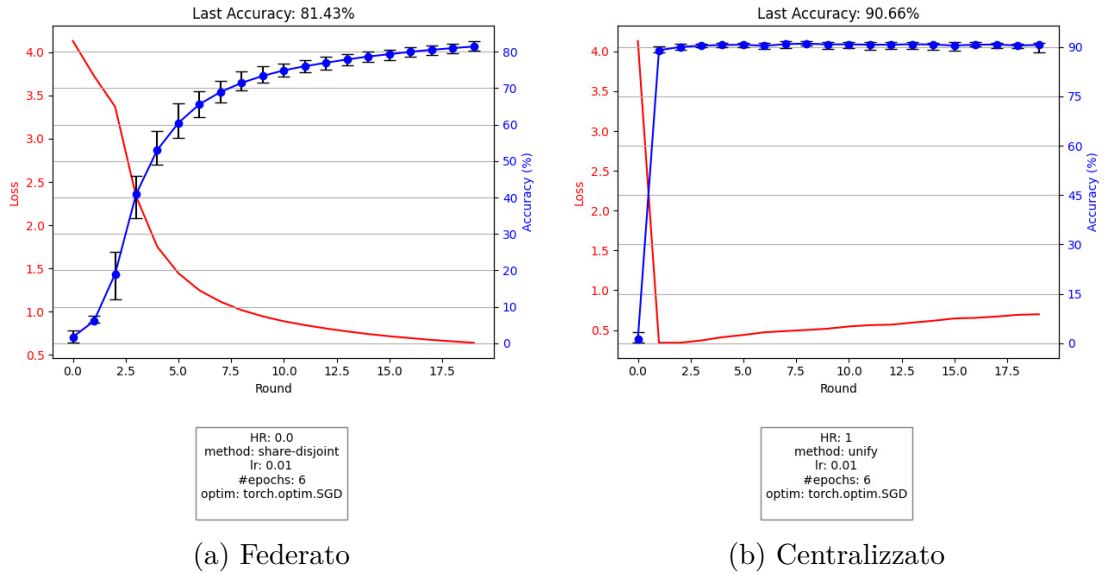 Last Accuracy: 81.43%
4.0
3.5
3.0
2.5
2.0
1.5
1.0
0.5
Loss
80
70
60
50
40
30
20
10
0
Accuracy (%)
0.0 2.5 5.0 7.5 10.0 12.5 15.0 17.5
Round
HR: 0.0
method: share-disjoint
lr: 0.01
#epochs: 6
optim: torch.optim.SGD
(a) Federato
Last Accuracy: 90.66%
4.0
3.5
3.0
2.5
2.0
1.5
1.0
0.5
Loss
90
75
60
45
30
15
0
Accuracy (%)
0.0 2.5 5.0 7.5 10.0 12.5 15.0 17.5
Round
HR: 1
method: unify
lr: 0.01
#epochs: 6
optim: torch.optim.SGD
(b) Centralizzato